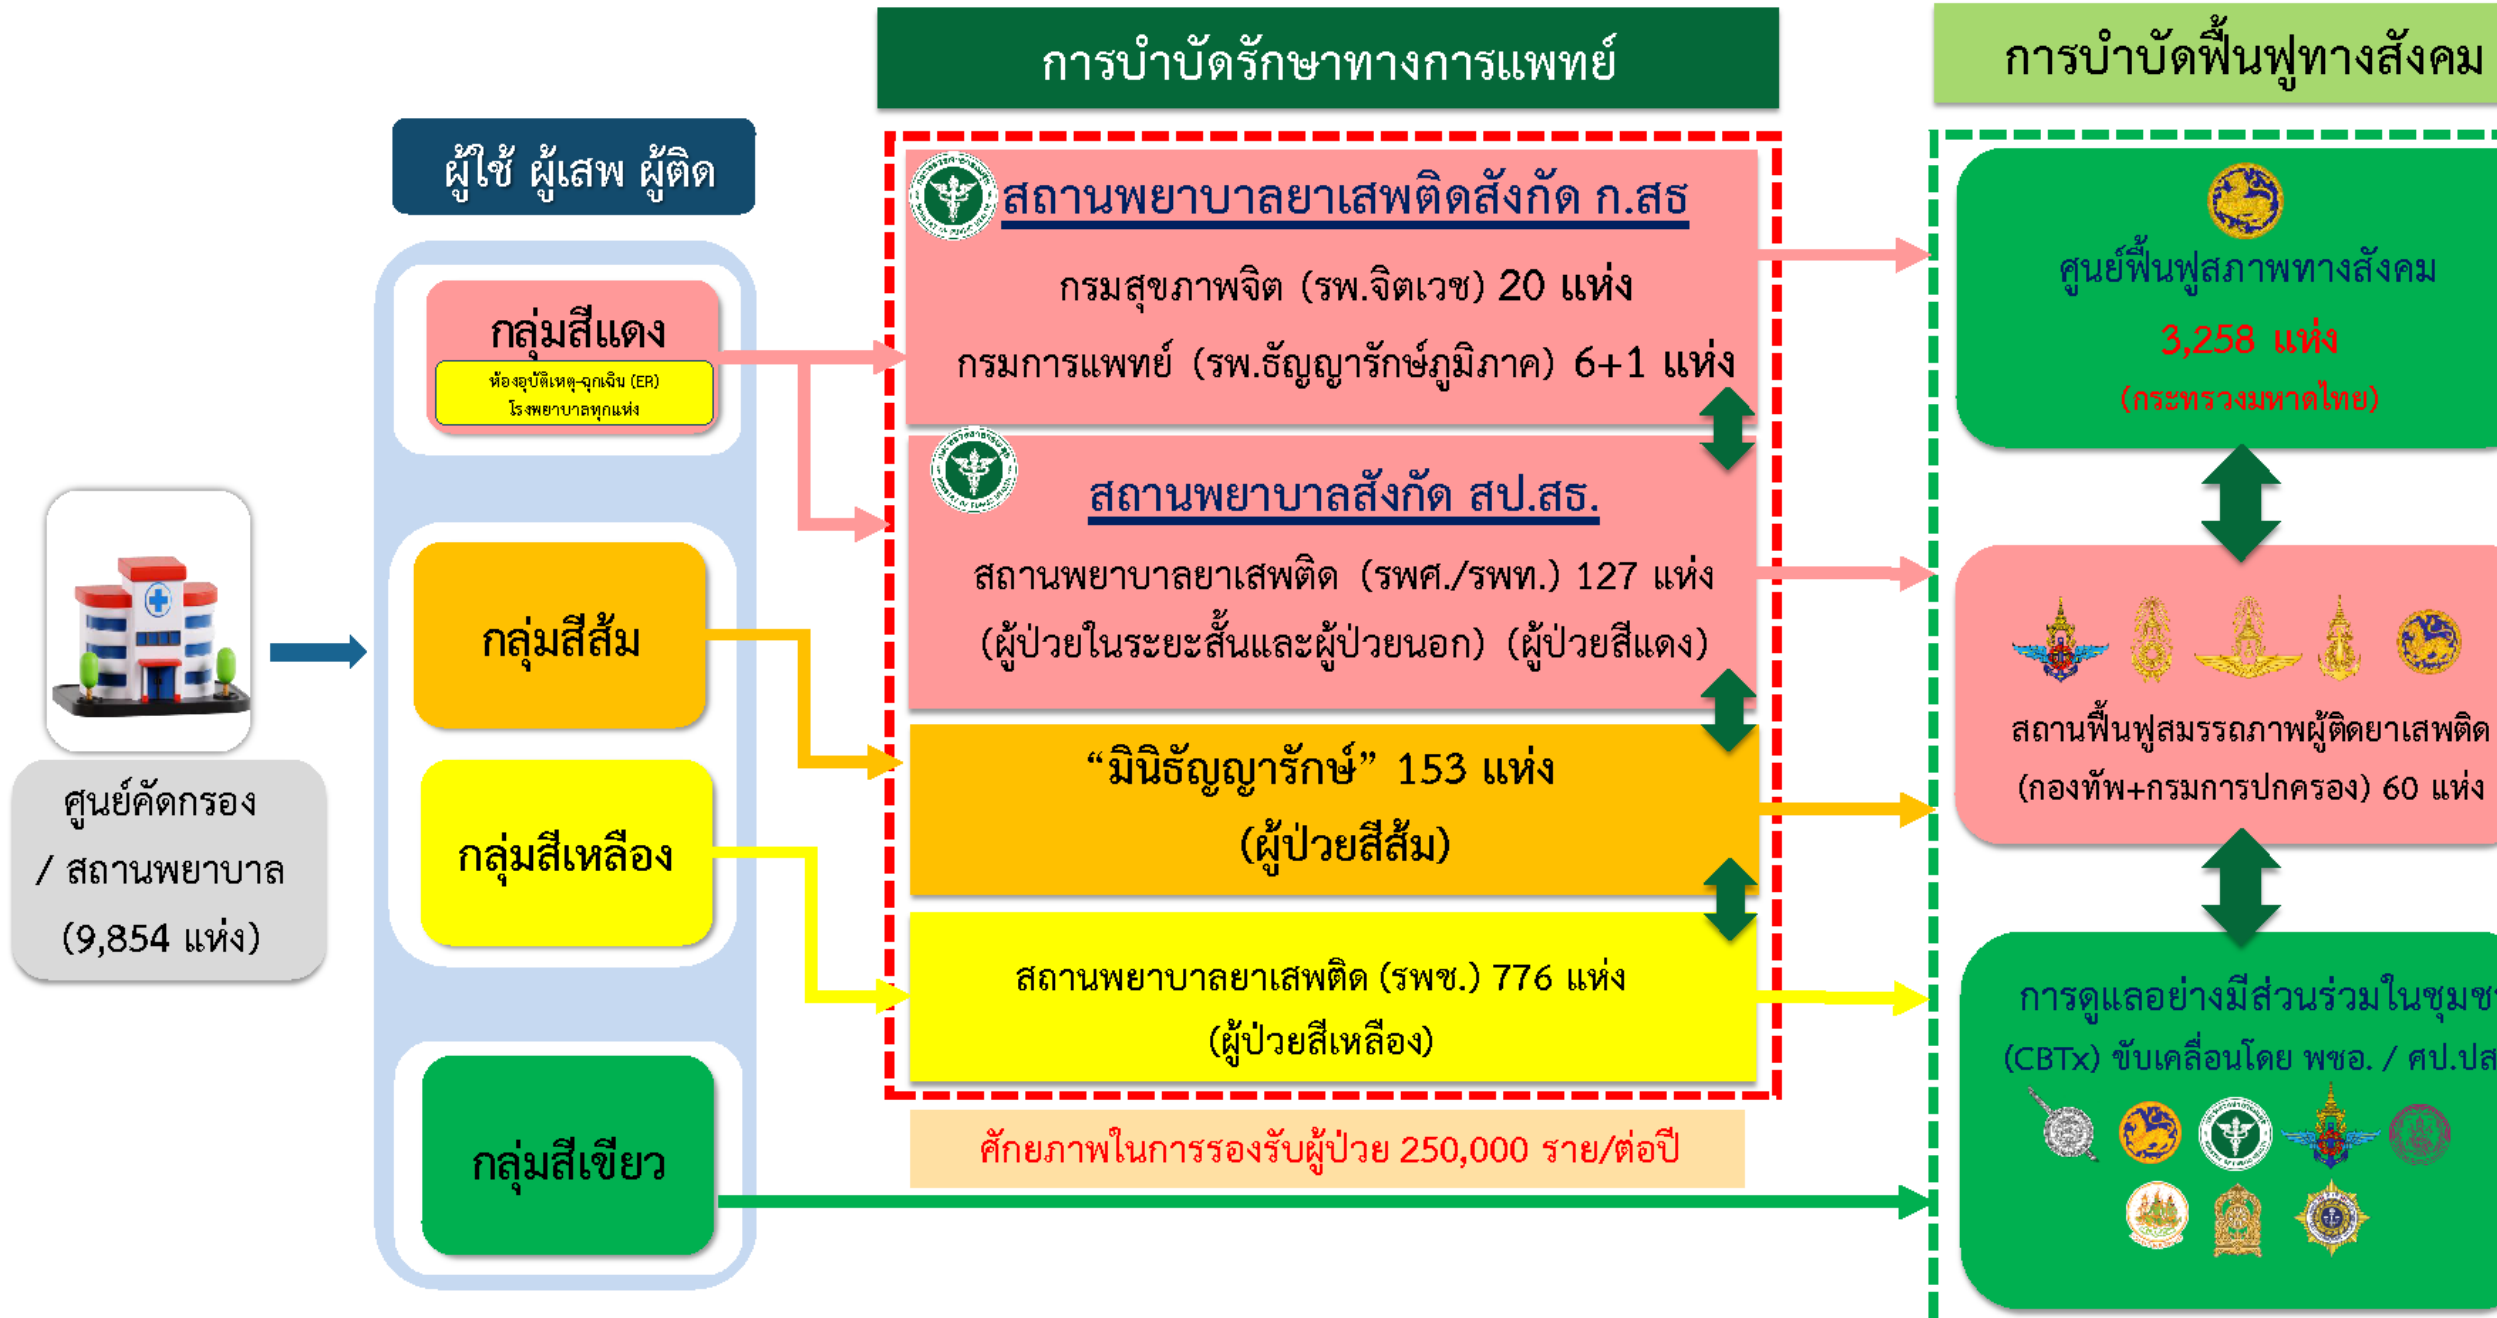 การบำบัดรักษาทางการแพทย์
การบำบัดฟื้นฟูทางสังคม
ผู้ใช้ ผู้เสพ ผู้ติด
กลุ่มสีแดง
ห้องอุบัติเหตุ-ฉุกเฉิน (ER)
โรงพยาบาลทุกแห่ง
กลุ่มสีส้ม
กลุ่มสีเหลือง
กลุ่มสีเขียว
ศูนย์คัดกรอง
/ สถานพยาบาล
(9,854 แห่ง)
สถานพยาบาลยาเสพติดสังกัด ก.สธ
กรมสุขภาพจิต (รพ.จิตเวช) 20 แห่ง
กรมการแพทย์ (รพ.ธัญญารักษ์ภูมิภาค) 6+1 แห่ง
สถานพยาบาลสังกัด สป.สธ.
สถานพยาบาลยาเสพติด (รพศ./รพท.) 127 แห่ง
(ผู้ป่วยในระยะสั้นและผู้ป่วยนอก) (ผู้ป่วยสีแดง)
“มินิธัญญารักษ์” 153 แห่ง
(ผู้ป่วยสีส้ม)
สถานพยาบาลยาเสพติด (รพช.) 776 แห่ง
(ผู้ป่วยสีเหลือง)
ศักยภาพในการรองรับผู้ป่วย 250,000 ราย/ต่อปี
ศูนย์ฟื้นฟูสภาพทางสังคม
3,258 แห่ง
(กระทรวงมหาดไทย)
สถานฟื้นฟูสมรรถภาพผู้ติดยาเสพติด
(กองทัพ+กรมการปกครอง) 60 แห่ง
การดูแลอย่างมีส่วนร่วมในชุมช
(CBTx) ขับเคลื่อนโดย พชอ. / ศป.ปส